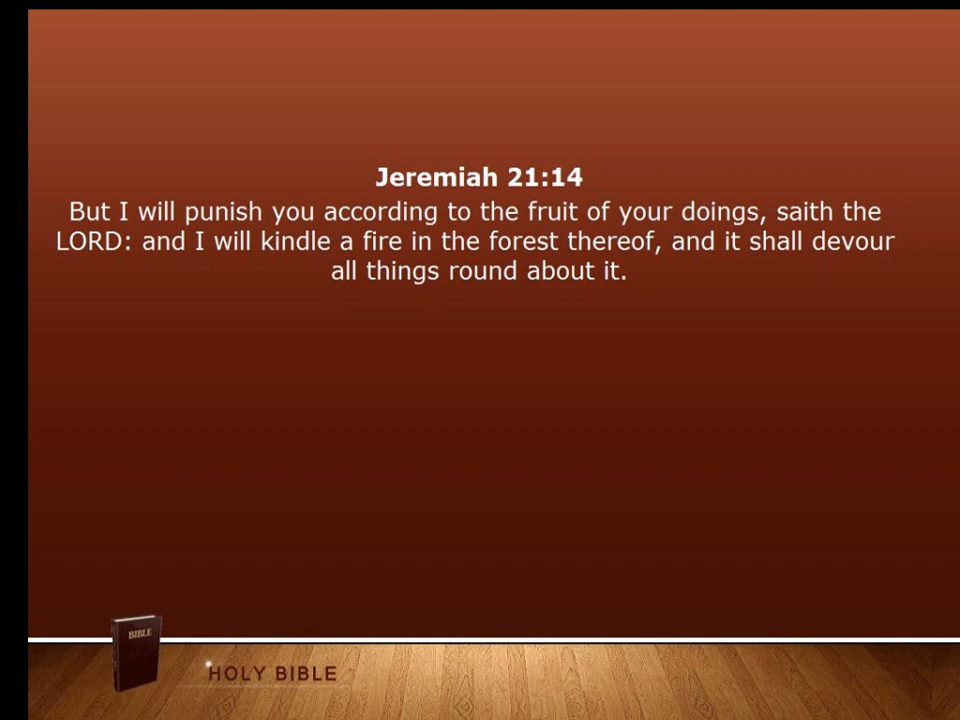 Jeremiah 21:14
But I will punish you according to the fruit of your doings, saith the
LORD: and I will kindle a fire in the forest thereof, and it shall devour
all things round about it.
BIBLE
HOLY BIBLE